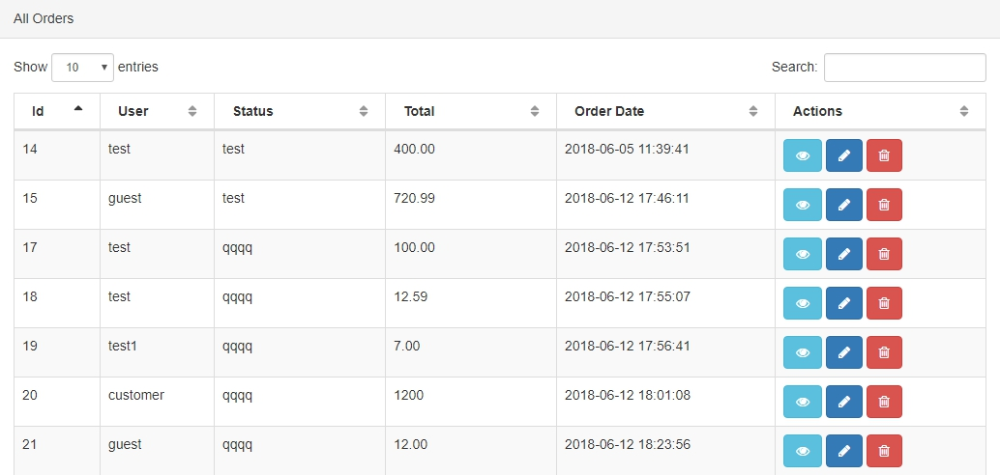 All Orders
Show 10 entries Search:
Id User Status Total Order Date Actions
14 test test 400.00 2018-06-05 11:39:41
15 guest test 720.99 2018-06-12 17:46:11
17 test qqqq 100.00 2018-06-12 17:53:51
18 test qqqq 12.59 2018-06-12 17:55:07
19 test1 qqqq 7.00 2018-06-12 17:56:41
20 customer qqqq 1200 2018-06-12 18:01:08
21 guest qqqq 12.00 2018-06-12 18:23:56